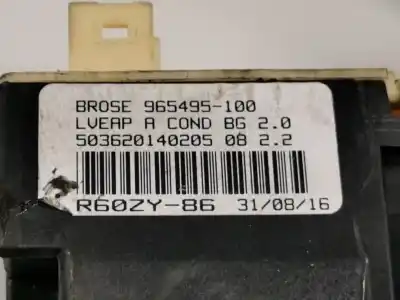 BROSE 965495-100
LVEAP A COND BG 2.0
503620140205 08 2.2
R60ZY-86 31/08/16